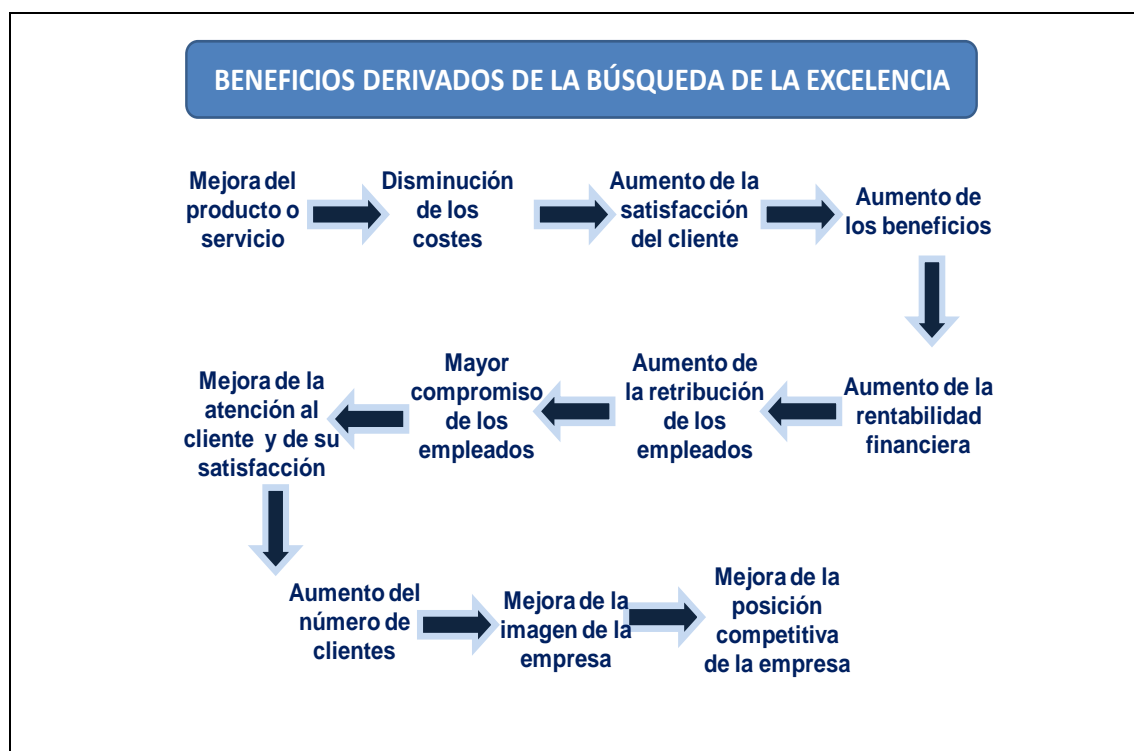 BENEFICIOS DERIVADOS DE LA BÚSQUEDA DE LA EXCELENCIA
Mejora del
producto o
servicio
Disminución
de los
costes
Aumento de la
satisfacción
del cliente
Aumento de
los beneficios
Aumento de la
rentabilidad
financiera
Aumento de
la retribución
de los
empleados
Mayor
compromiso
de los
empleados
Mejora de la
atención al
cliente y de su
satisfacción
Aumento del
número de
clientes
Mejora de la
imagen de la
empresa
Mejora de la
posición
competitiva
de la empresa